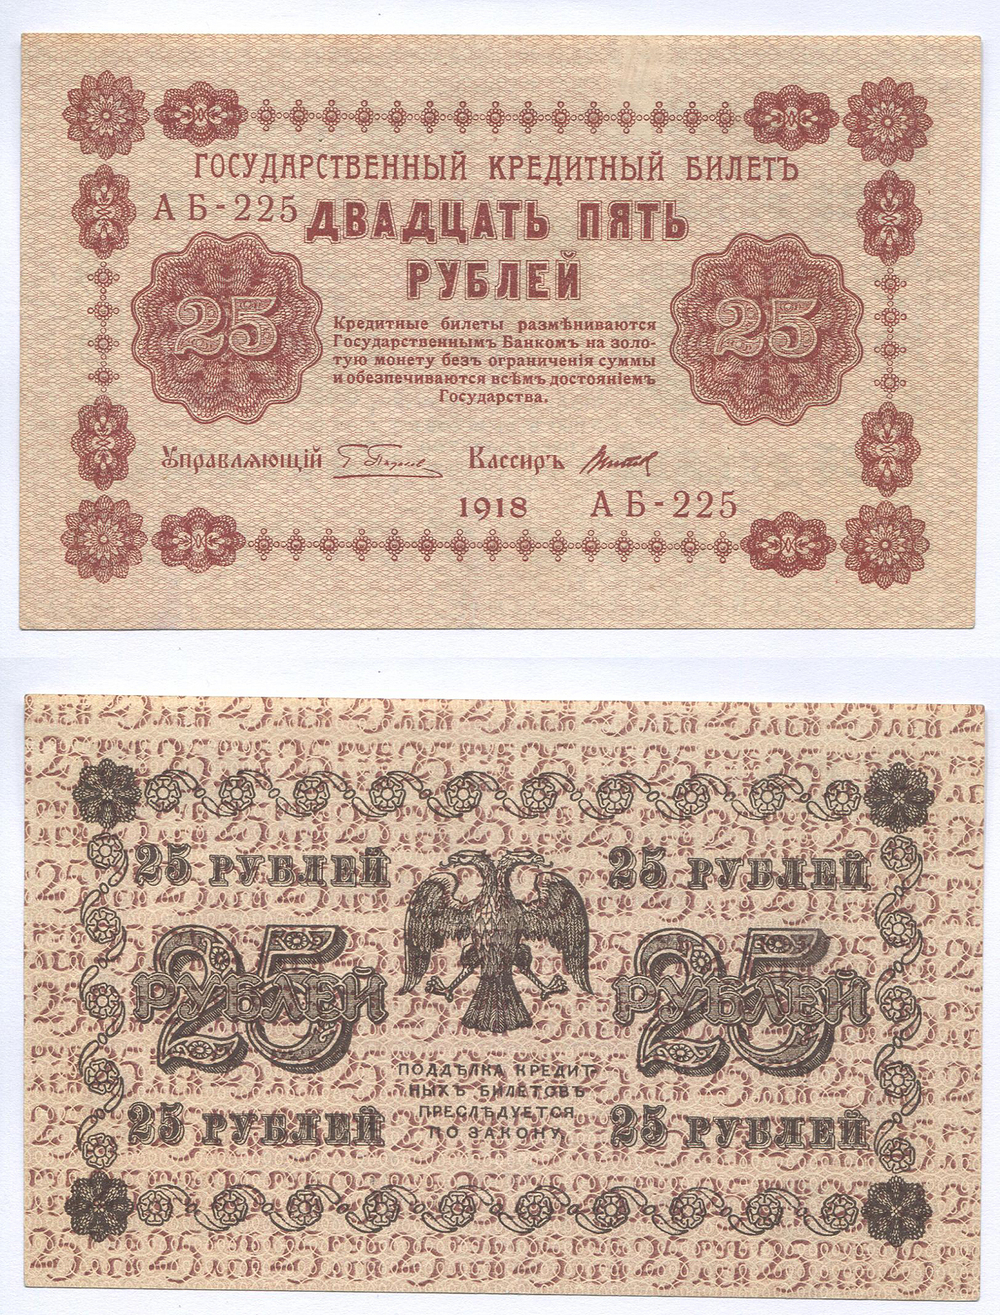 ГОСУДАРСТВЕННЫЙ КРЕДИТНЫЙ БИЛЕТЪ
АБ-225 ДВАДЦАТЬ ПЯТЬ
РУБЛЕЙ
25 25
Кредитные билеты размѣниваются
Государственнымъ Банкомъ на золо-
тую монету безъ ограниченія суммы
и обезпечиваются всѣмъ достояніемъ
Государства.
Управляющій Кассиръ
1918 АБ-225
25 РУБЛЕЙ 25 РУБЛЕЙ
25 РУБЛЕЙ 25 РУБЛЕЙ
ПОДДѢЛКА КРЕДИТ-
НЫХЪ БИЛЕТОВЪ
ПРЕСЛѢДУЕТСЯ
ПО ЗАКОНУ
25 РУБЛЕЙ 25 РУБЛЕЙ